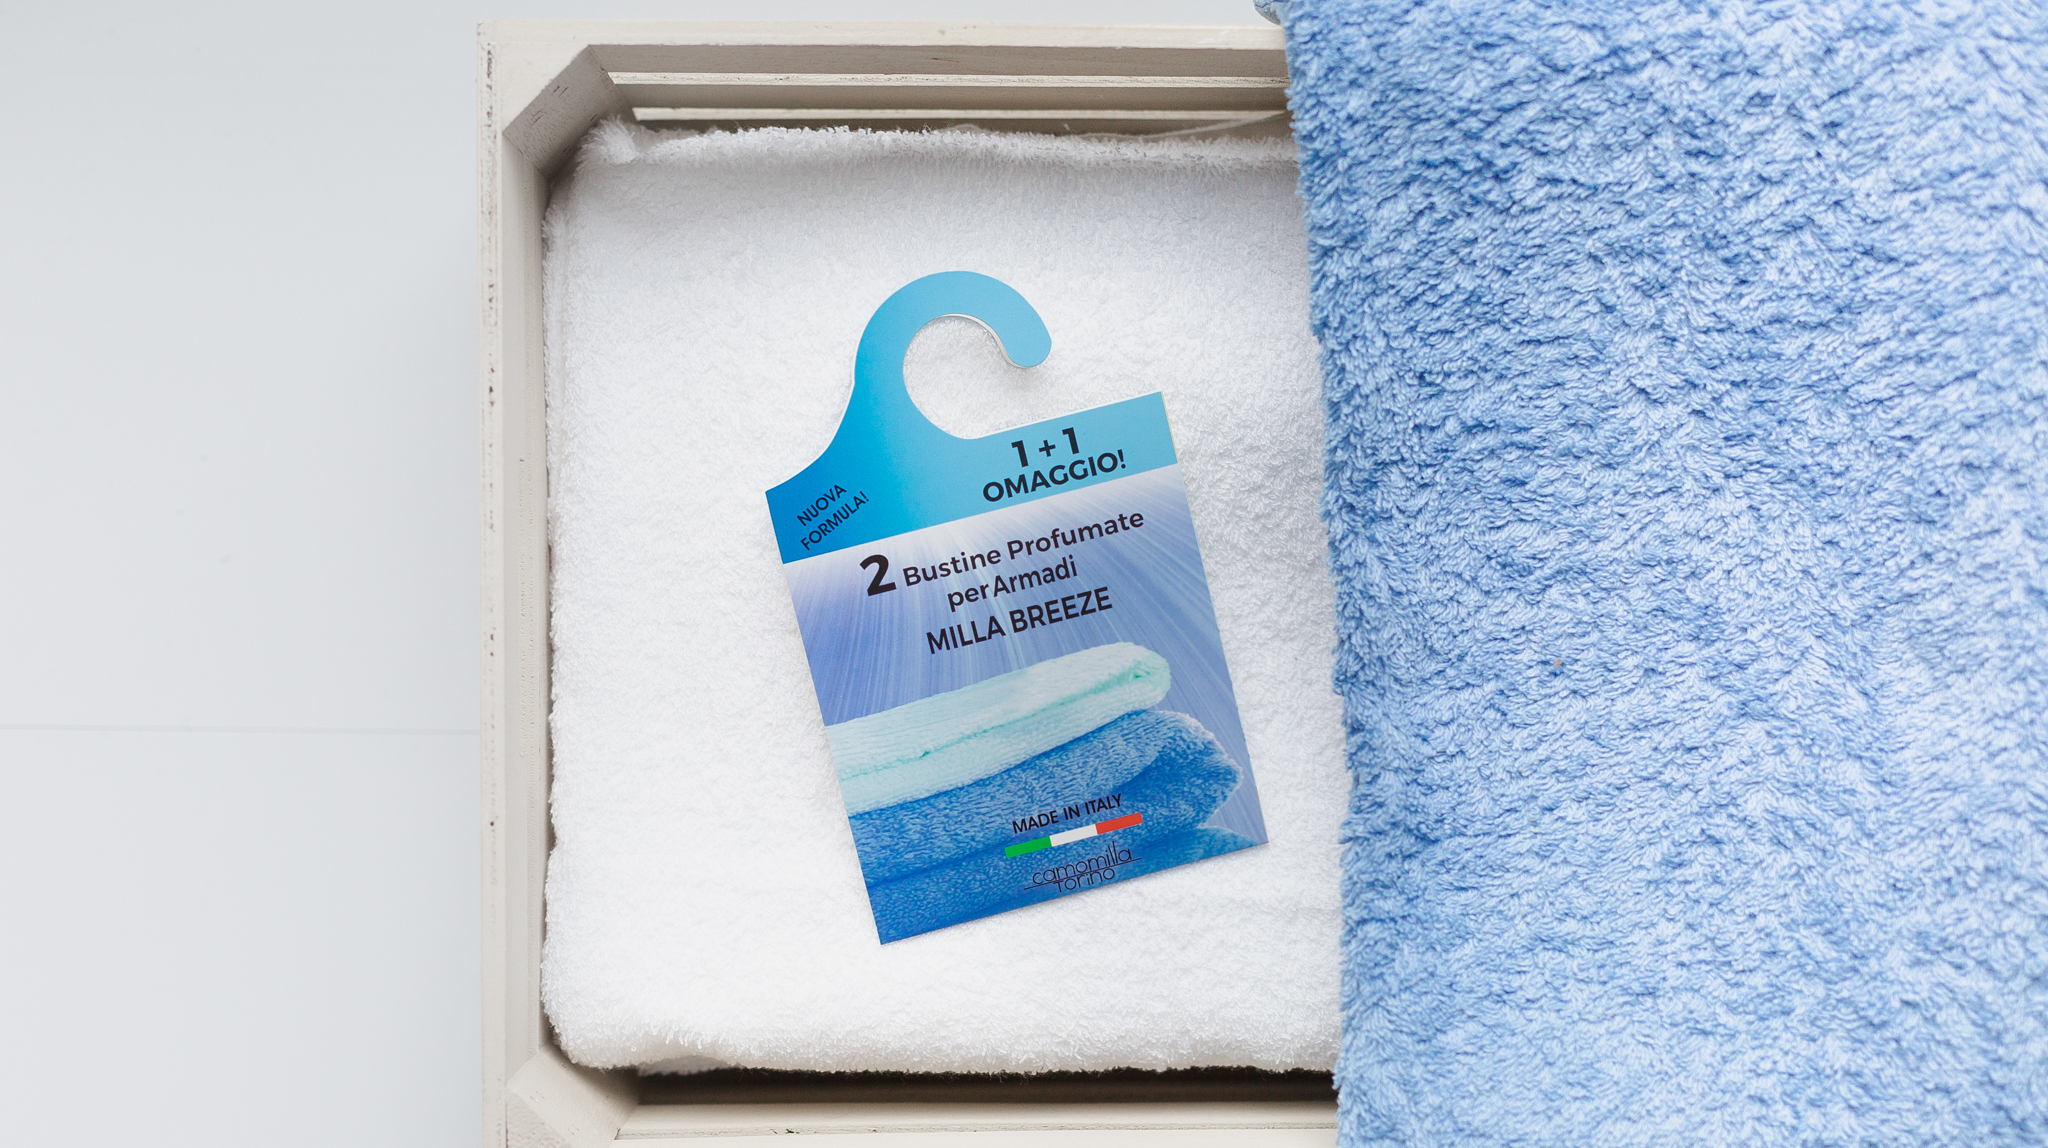 NUOVA
FORMULA!
1 + 1
OMAGGIO!
2 Bustine Profumate
per Armadi
MILLA BREEZE
MADE IN ITALY
camomilla
Torino